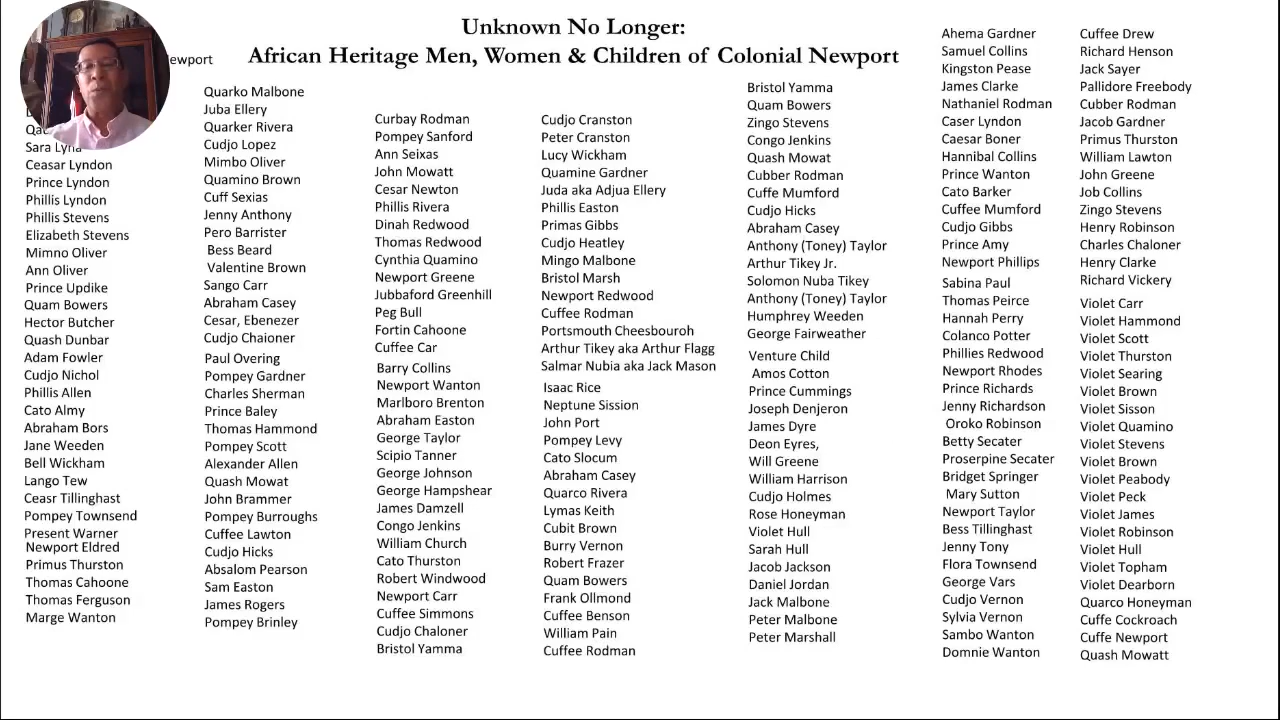 Unknown No Longer:
African Heritage Men, Women & Children of Colonial Newport
Ceasar Lyndon
Prince Lyndon
Phillis Lyndon
Phillis Stevens
Elizabeth Stevens
Mimno Oliver
Ann Oliver
Prince Updike
Quam Bowers
Hector Butcher
Quash Dunbar
Adam Fowler
Cudjo Nichol
Phillis Allen
Cato Almy
Abraham Bors
Jane Weeden
Bell Wickham
Lango Tew
Ceasr Tillinghast
Pompey Townsend
Present Warner
Newport Eldred
Primus Thurston
Thomas Cahoone
Thomas Ferguson
Marge Wanton
Quarko Malbone
Juba Ellery
Quarker Rivera
Cudjo Lopez
Mimbo Oliver
Quamino Brown
Cuff Sexias
Jenny Anthony
Pero Barrister
Bess Beard
Valentine Brown
Sango Carr
Abraham Casey
Cesar, Ebenezer
Cudjo Chaioner
Paul Overing
Pompey Gardner
Charles Sherman
Prince Baley
Thomas Hammond
Pompey Scott
Alexander Allen
Quash Mowat
John Brammer
Pompey Burroughs
Cuffee Lawton
Cudjo Hicks
Absalom Pearson
Sam Easton
James Rogers
Pompey Brinley
Curbay Rodman
Pompey Sanford
Ann Seixas
John Mowatt
Cesar Newton
Phillis Rivera
Dinah Redwood
Thomas Redwood
Cynthia Quamino
Newport Greene
Jubbaford Greenhill
Peg Bull
Fortin Cahoone
Cuffee Car
Barry Collins
Newport Wanton
Marlboro Brenton
Abraham Easton
George Taylor
Scipio Tanner
George Johnson
George Hampshear
James Damzell
Congo Jenkins
William Church
Cato Thurston
Robert Windwood
Newport Carr
Cuffee Simmons
Cudjo Chaloner
Bristol Yamma
Cudjo Cranston
Peter Cranston
Lucy Wickham
Quamine Gardner
Juda aka Adjua Ellery
Phillis Easton
Primas Gibbs
Cudjo Heatley
Mingo Malbone
Bristol Marsh
Newport Redwood
Cuffee Rodman
Portsmouth Cheesbouroh
Arthur Tikey aka Arthur Flagg
Salmar Nubia aka Jack Mason
Isaac Rice
Neptune Sission
John Port
Pompey Levy
Cato Slocum
Abraham Casey
Quarco Rivera
Lymas Keith
Cubit Brown
Burry Vernon
Robert Frazer
Quam Bowers
Frank Ollmond
Cuffee Benson
William Pain
Cuffee Rodman
Bristol Yamma
Quam Bowers
Zingo Stevens
Congo Jenkins
Quash Mowat
Cubber Rodman
Cuffe Mumford
Cudjo Hicks
Abraham Casey
Anthony (Toney) Taylor
Arthur Tikey Jr.
Solomon Nuba Tikey
Anthony (Toney) Taylor
Humphrey Weeden
George Fairweather
Venture Child
Amos Cotton
Prince Cummings
Joseph Denjeron
James Dyre
Deon Eyres,
Will Greene
William Harrison
Cudjo Holmes
Rose Honeyman
Violet Hull
Sarah Hull
Jacob Jackson
Daniel Jordan
Jack Malbone
Peter Malbone
Peter Marshall
Ahema Gardner
Samuel Collins
Kingston Pease
James Clarke
Nathaniel Rodman
Caser Lyndon
Caesar Boner
Hannibal Collins
Prince Wanton
Cato Barker
Cuffee Mumford
Cudjo Gibbs
Prince Amy
Newport Phillips
Sabina Paul
Thomas Peirce
Hannah Perry
Colanco Potter
Phillies Redwood
Newport Rhodes
Prince Richards
Jenny Richardson
Oroko Robinson
Betty Secater
Proserpine Secater
Bridget Springer
Mary Sutton
Newport Taylor
Bess Tillinghast
Jenny Tony
Flora Townsend
George Vars
Cudjo Vernon
Sylvia Vernon
Sambo Wanton
Domnie Wanton
Cuffee Drew
Richard Henson
Jack Sayer
Pallidore Freebody
Cubber Rodman
Jacob Gardner
Primus Thurston
William Lawton
John Greene
Job Collins
Zingo Stevens
Henry Robinson
Charles Chaloner
Henry Clarke
Richard Vickery
Violet Carr
Violet Hammond
Violet Scott
Violet Thurston
Violet Searing
Violet Brown
Violet Sisson
Violet Quamino
Violet Stevens
Violet Brown
Violet Peabody
Violet Peck
Violet James
Violet Robinson
Violet Hull
Violet Topham
Violet Dearborn
Quarco Honeyman
Cuffe Cockroach
Cuffe Newport
Quash Mowatt